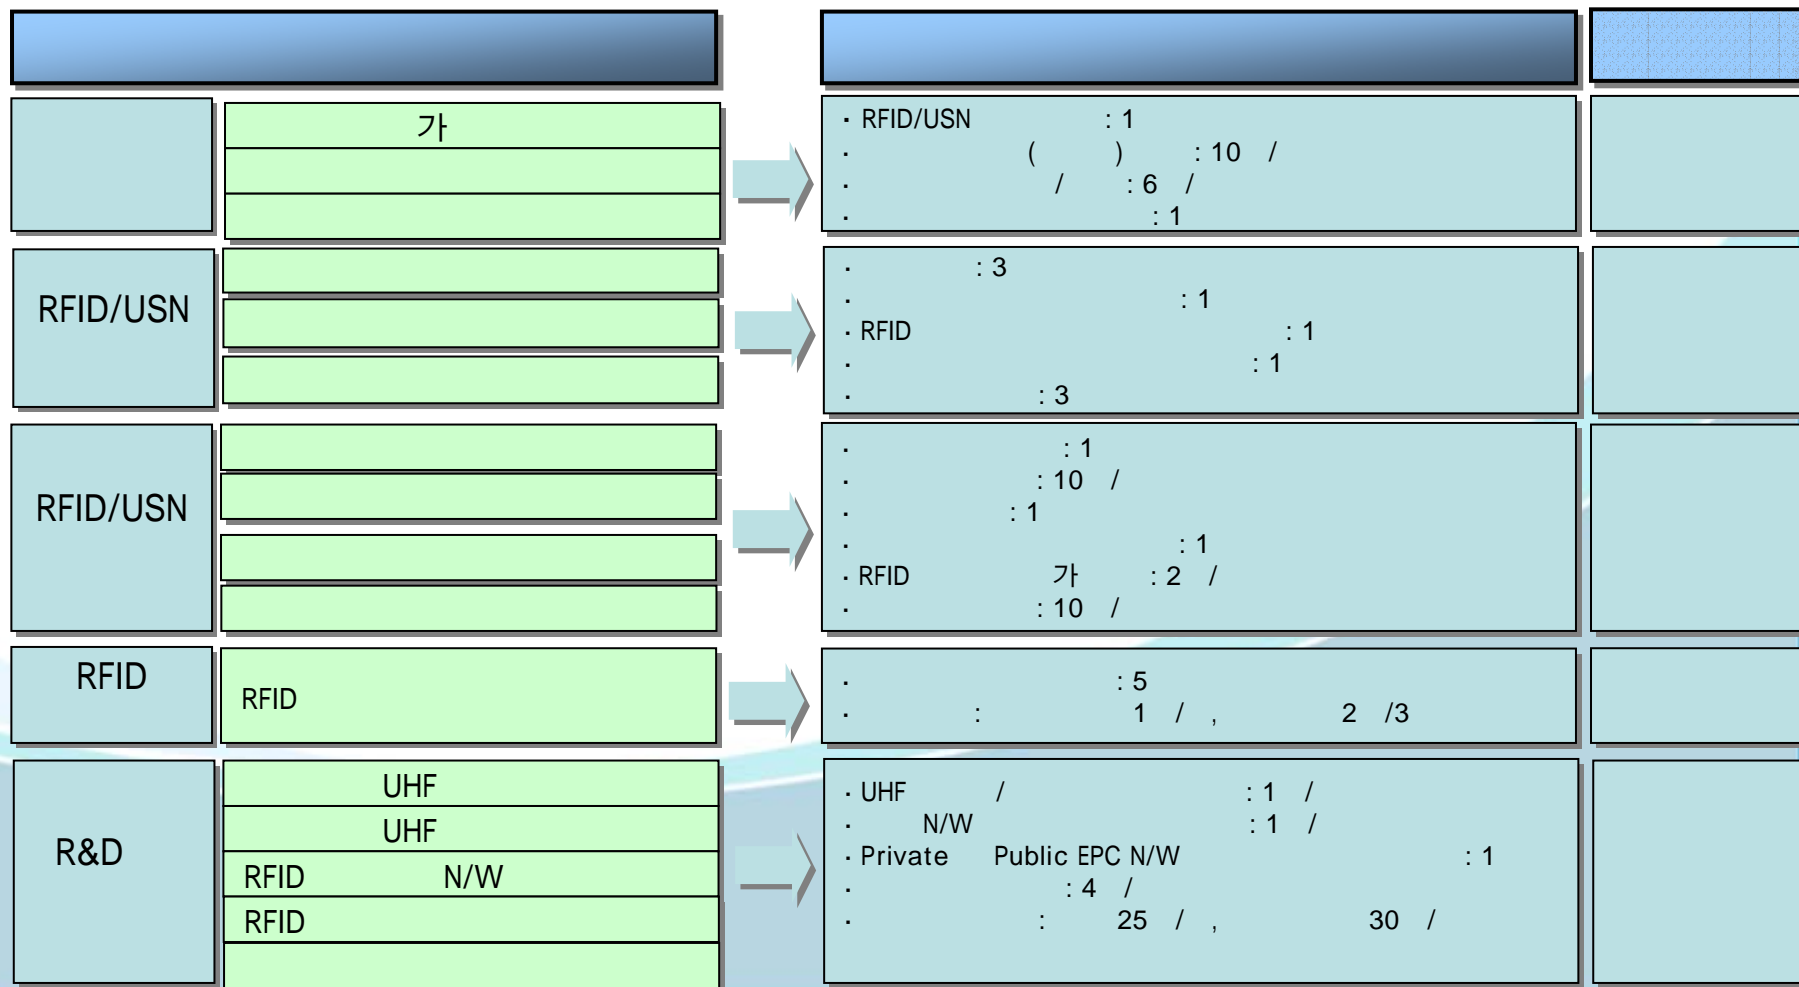 가
· RFID/USN : 1
· ( ) : 10 /
· / : 6 /
· : 1
RFID/USN
· : 3
· : 1
· RFID : 1
· : 1
· : 3
RFID/USN
· : 1
· : 10 /
· : 1
· : 1
· RFID 가 : 2 /
· : 10 /
RFID
RFID
· : 5
· : 1 / , 2 /3
R&D
UHF
UHF
RFID N/W
RFID
· UHF / : 1 /
· N/W : 1 /
· Private Public EPC N/W : 1
· : 4 /
· : 25 / , 30 /